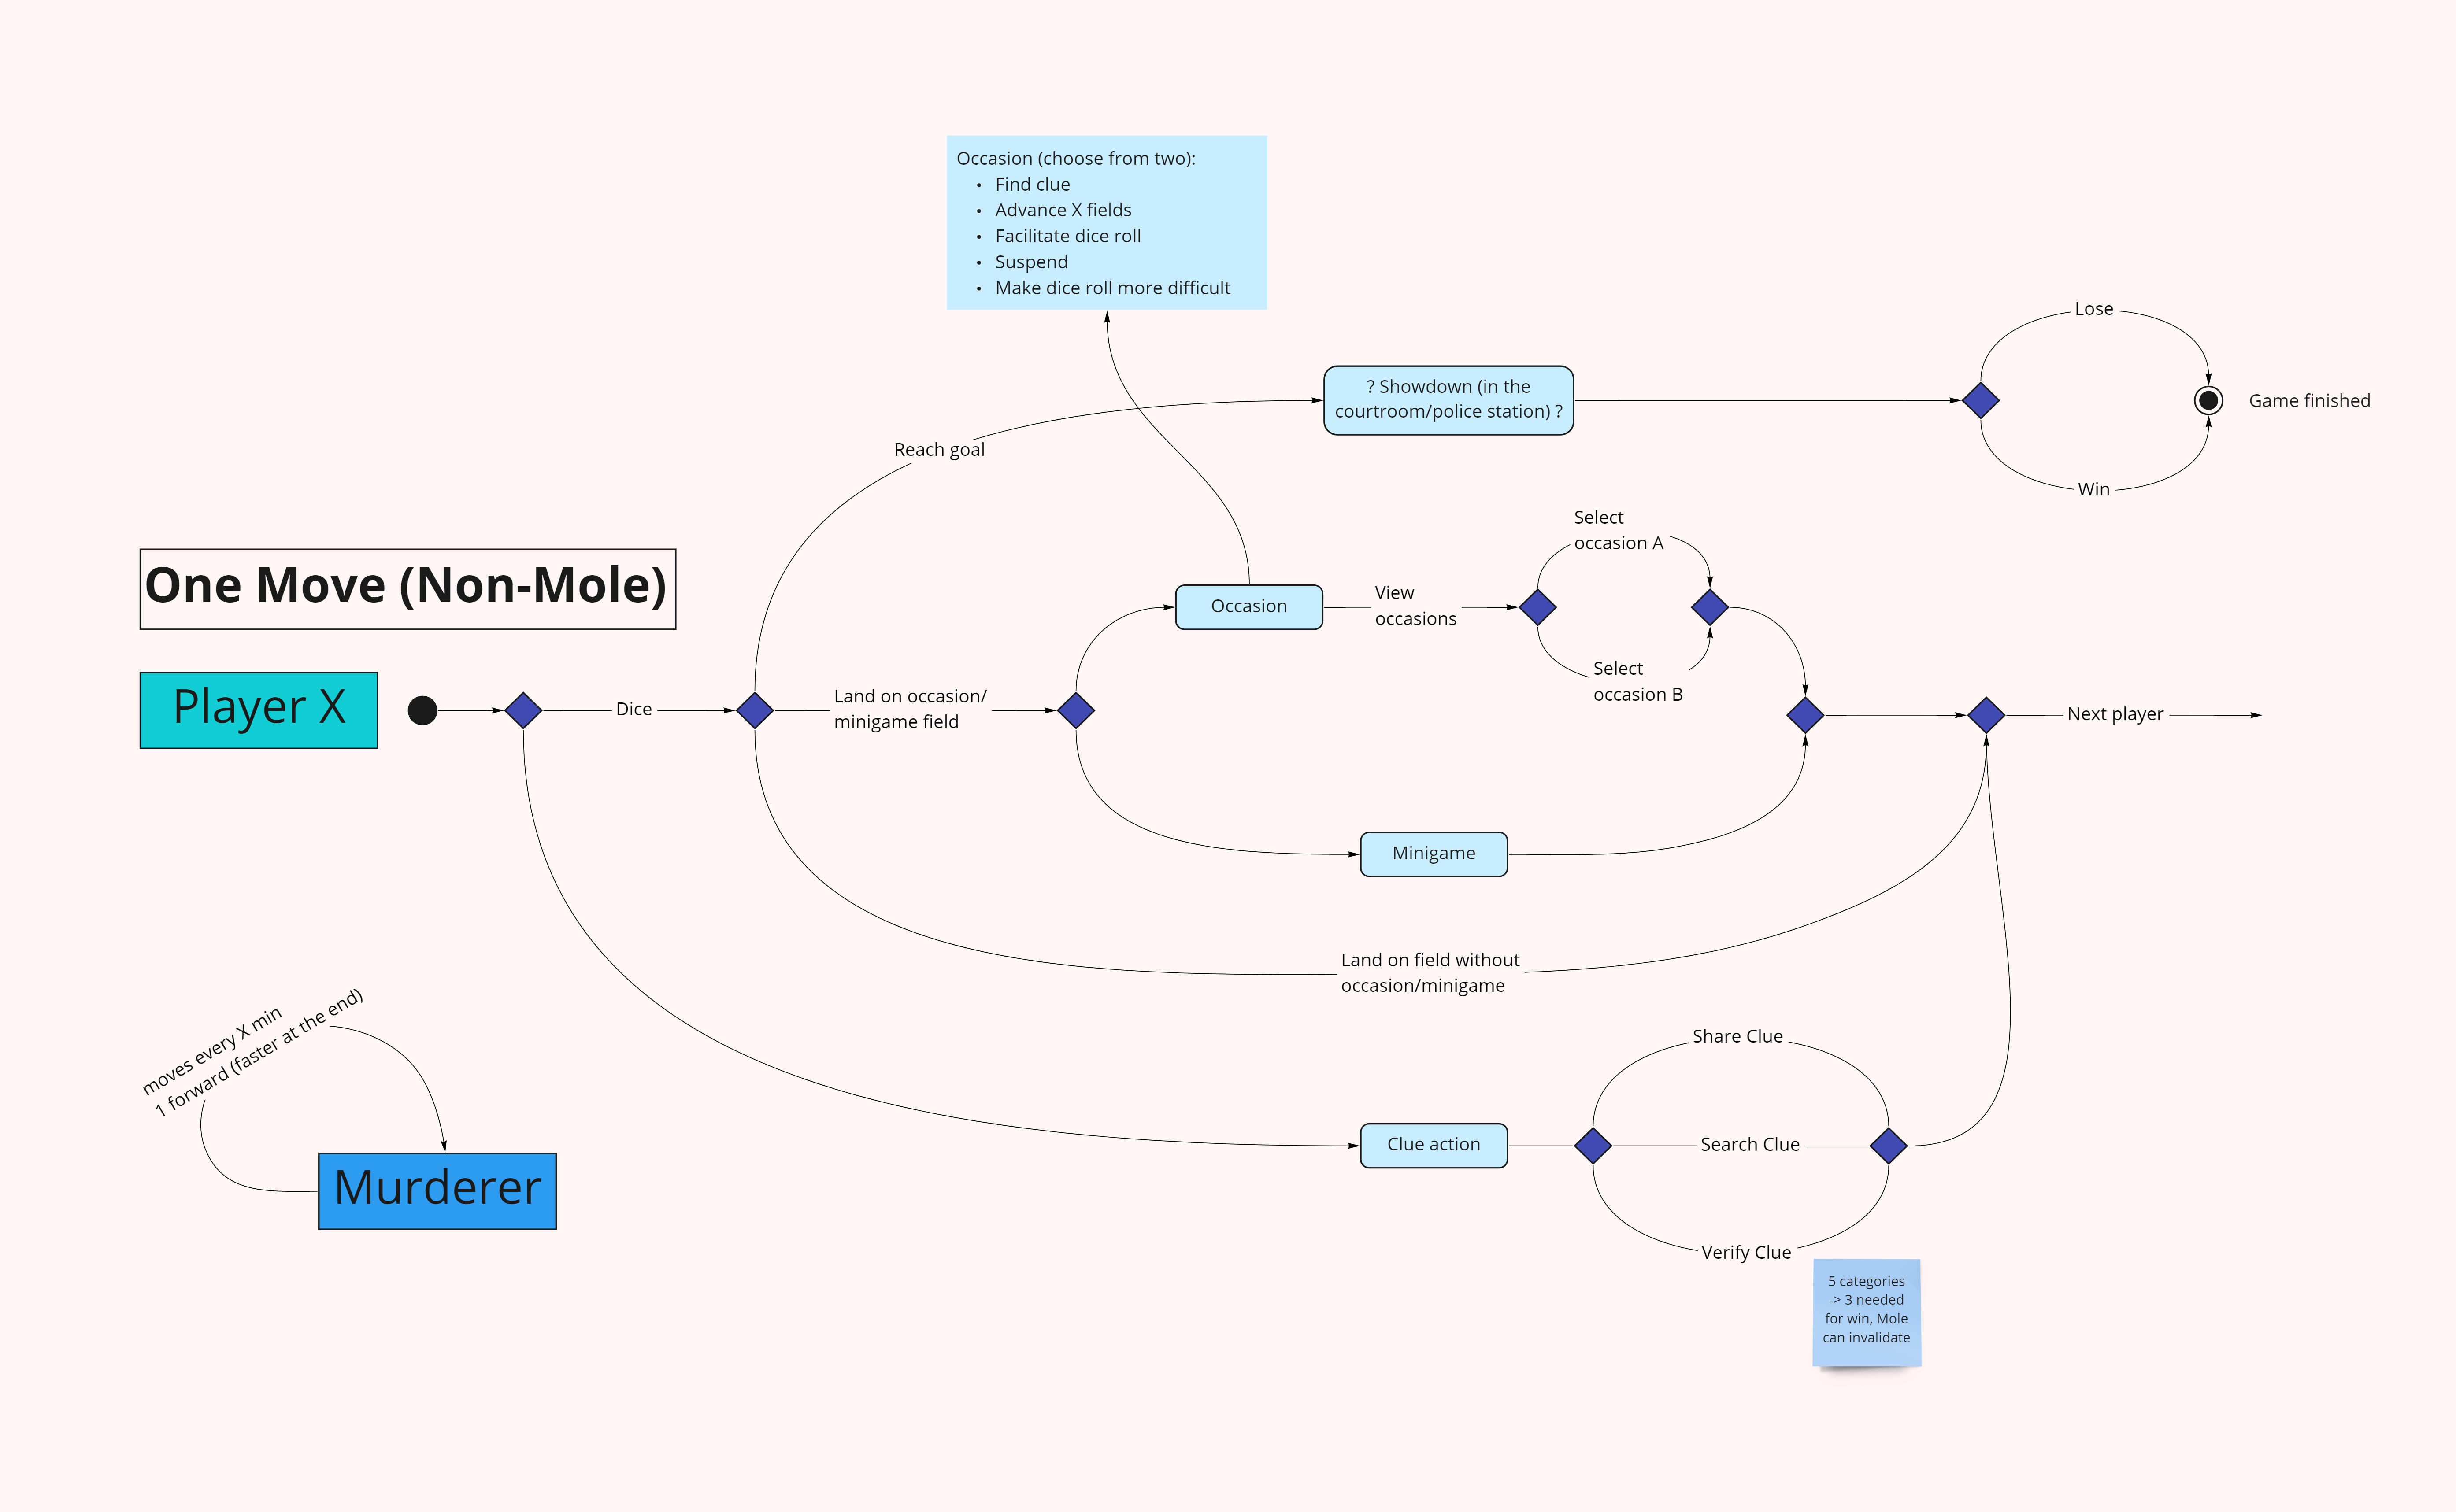 Occasion (choose from two):
• Find clue
• Advance X fields
• Facilitate dice roll
• Suspend
• Make dice roll more difficult
Lose
? Showdown (in the
courtroom/police station) ?
Game finished
Reach goal
Win
Select
occasion A
One Move (Non-Mole)
Occasion
View
occasions
Select
occasion B
Player X
Dice
Land on occasion/
minigame field
Next player
Minigame
Land on field without
occasion/minigame
moves every X min
1 forward (faster at the end)
Share Clue
Clue action
Search Clue
Murderer
Verify Clue
5 categories
-> 3 needed
for win, Mole
can invalidate